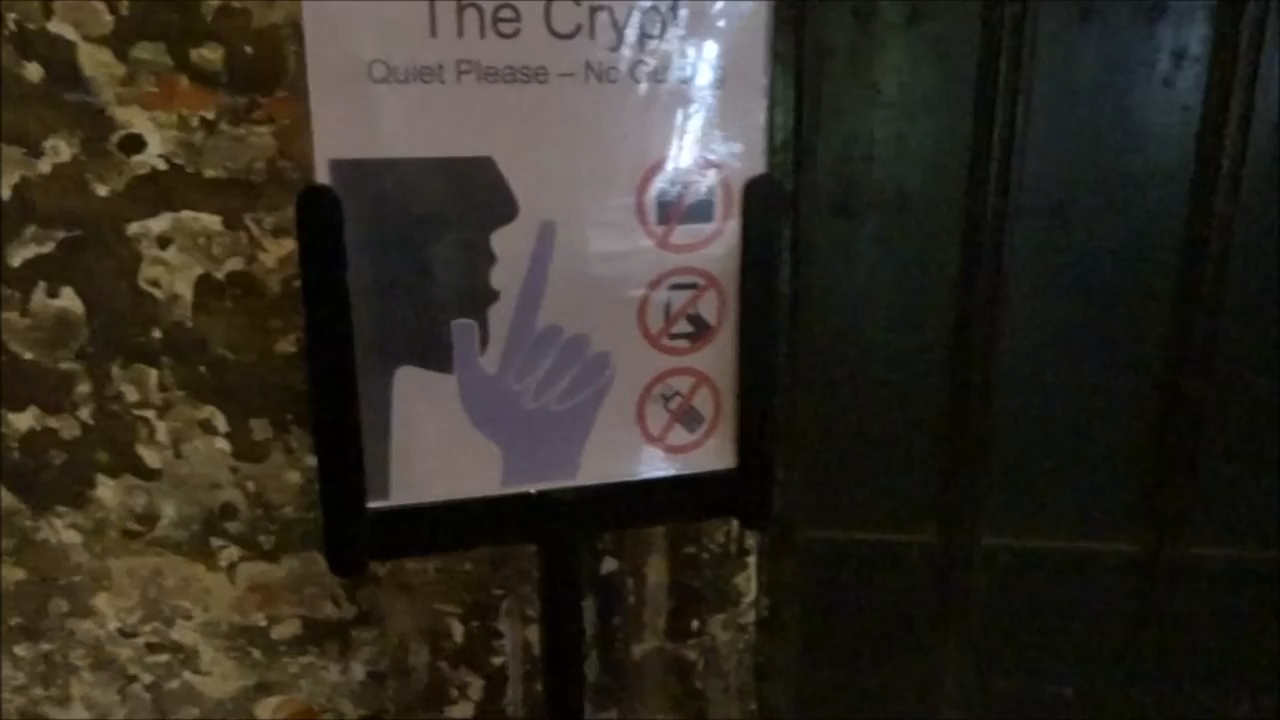 The Crypt
Quiet Please – No